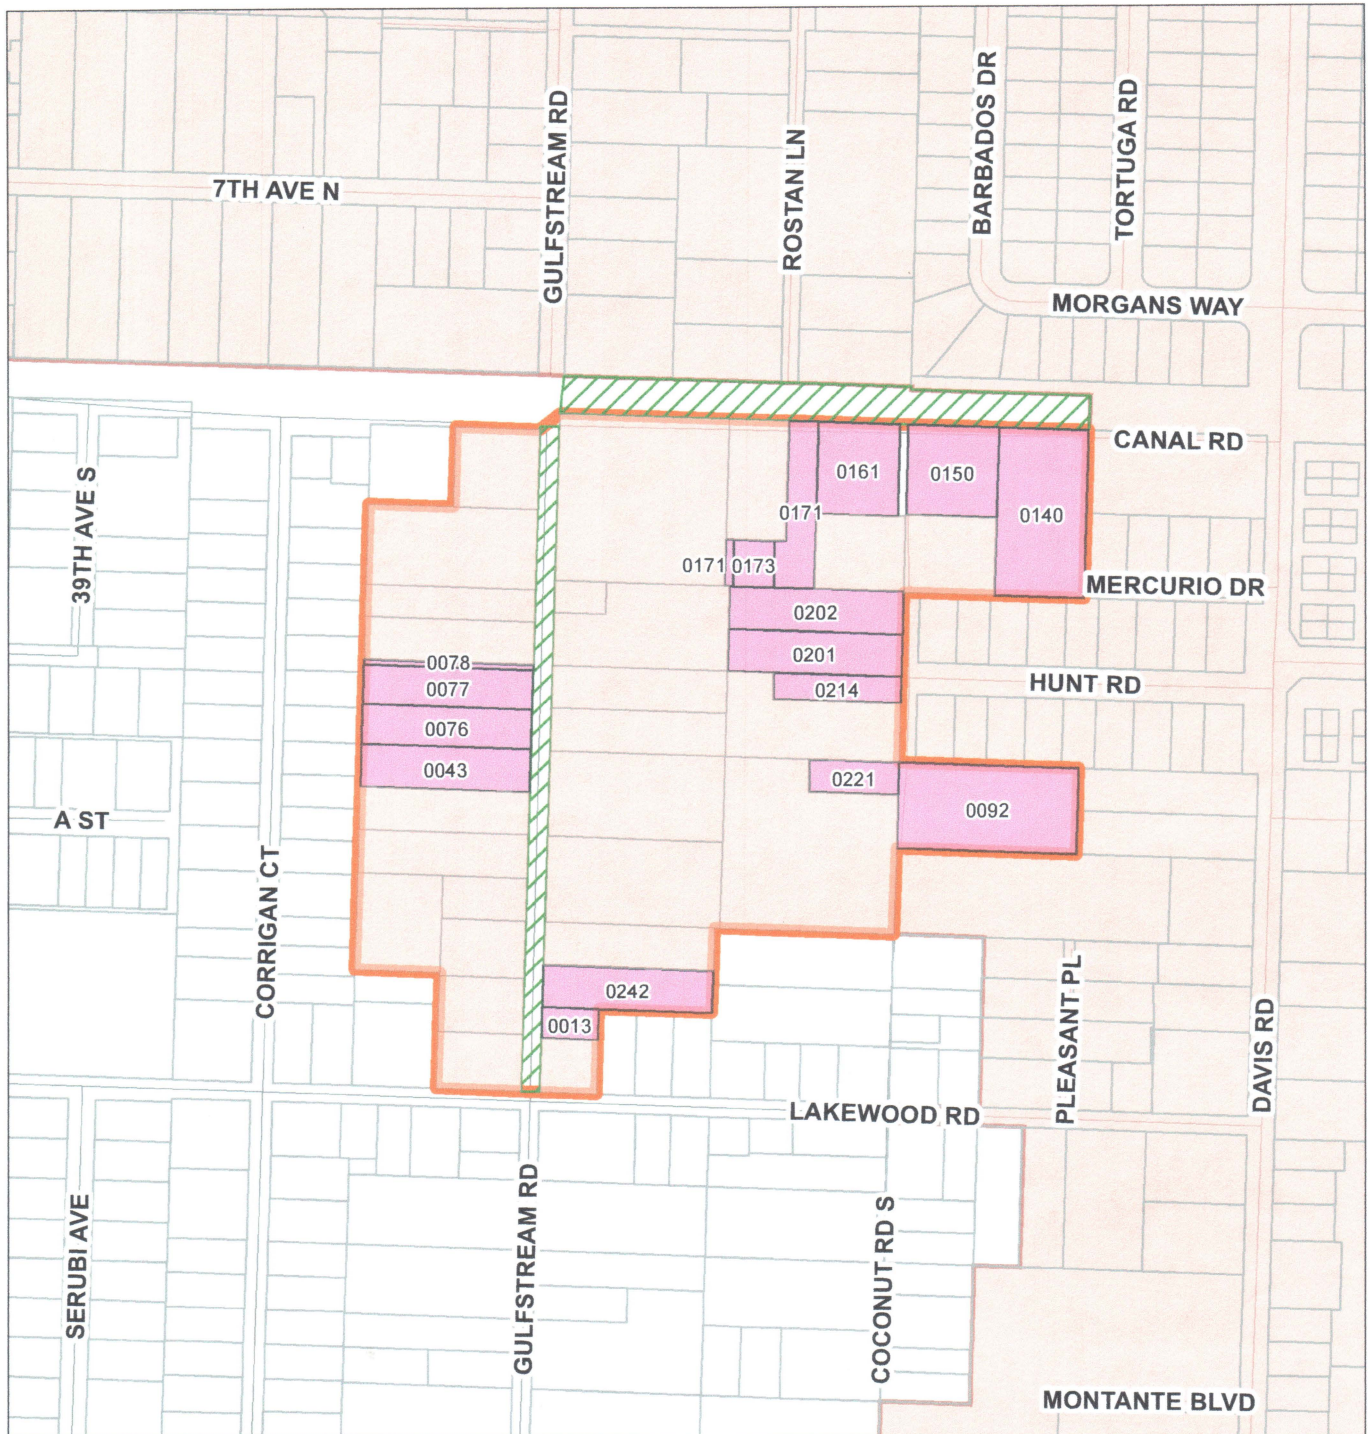 BARBADOS DR
TORTUGA RD
GULFSTREAM RD
ROSTAN LN
7TH AVE N
MORGANS WAY
CANAL RD
0161
0150
0171
0140
39TH AVE S
0171
0173
MERCURIO DR
0202
0201
0078
0077
0214
HUNT RD
0076
0043
0221
0092
A ST
CORRIGAN CT
0242
0013
PLEASANT PL
DAVIS RD
LAKEWOOD RD
SERUBI AVE
GULFSTREAM RD
COCONUT RD S
MONTANTE BLVD